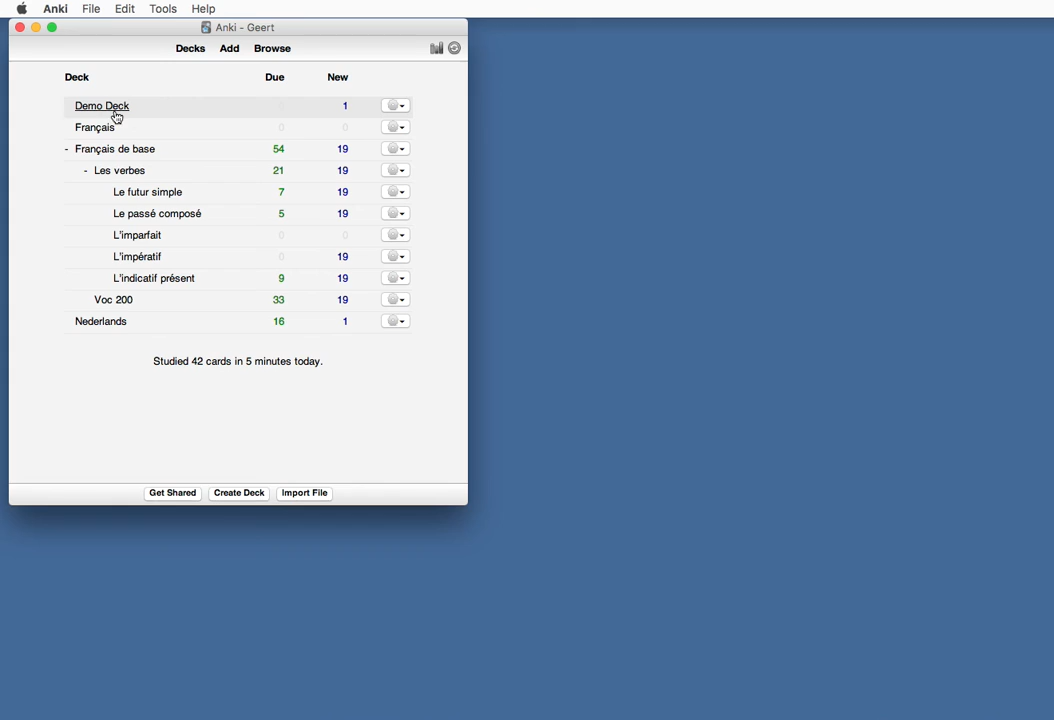 Anki File Edit Tools Help
Anki - Geert
Decks Add Browse
Deck Due New
Demo Deck 0 1
Français 0 0
- Français de base 54 19
- Les verbes 21 19
Le futur simple 7 19
Le passé composé 5 19
L'imparfait 0 0
L'impératif 0 19
L'indicatif présent 9 19
Voc 200 33 19
Nederlands 16 1
Studied 42 cards in 5 minutes today.
Get Shared Create Deck Import File